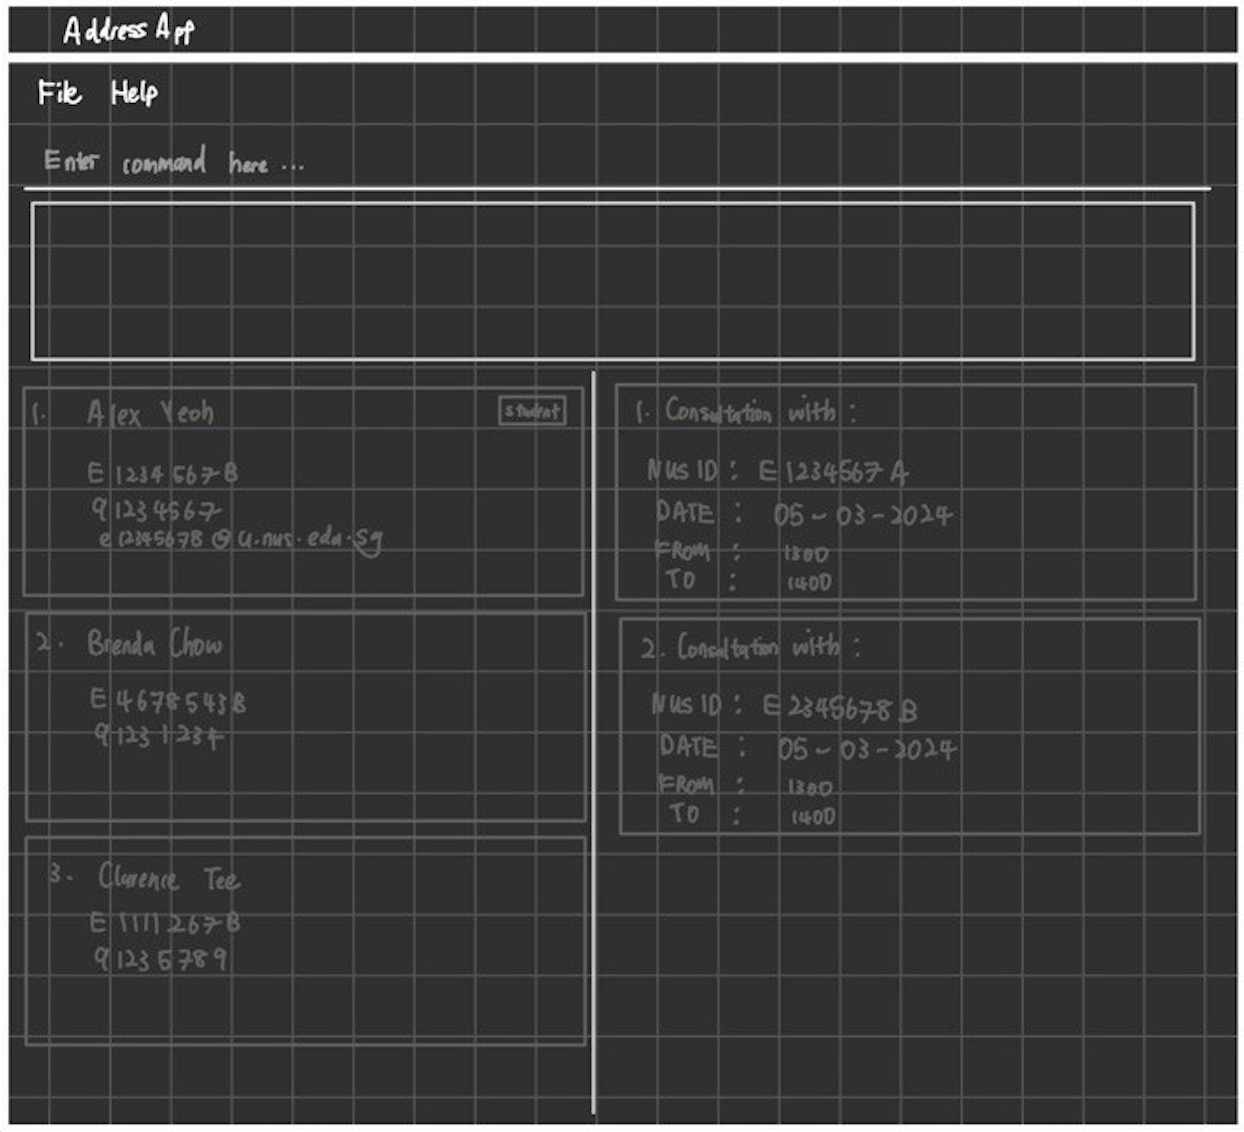 Address App
File Help
Enter command here ...
1. Alex Yeoh
student
E1234567B
91234567
e12345678@u.nus.edu.sg
2. Brenda Chow
E4678543B
91231234
3. Clarence Tee
E1111267B
91235789
1. Consultation with :
NUS ID : E1234567A
DATE : 05-03-2024
FROM : 1300
TO : 1400
2. Consultation with :
NUS ID : E2345678B
DATE : 05-03-2024
FROM : 1300
TO : 1400